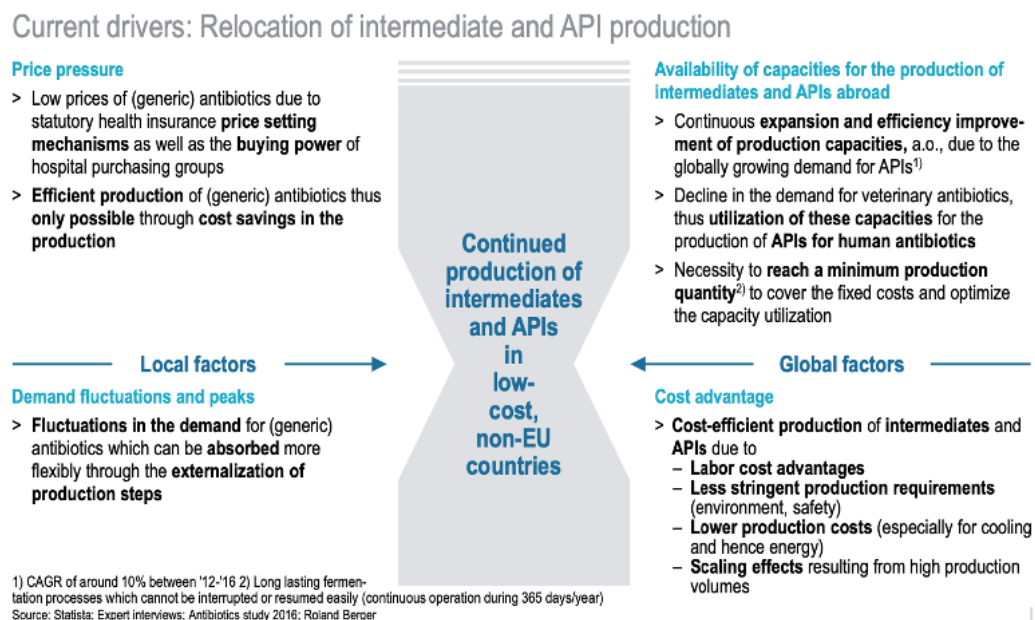 Current drivers: Relocation of intermediate and API production
Price pressure
> Low prices of (generic) antibiotics due to
statutory health insurance price setting
mechanisms as well as the buying power of
hospital purchasing groups
> Efficient production of (generic) antibiotics thus
only possible through cost savings in the
production
Local factors
Demand fluctuations and peaks
> Fluctuations in the demand for (generic)
antibiotics which can be absorbed more
flexibly through the externalization of
production steps
Continued
production of
intermediates
and APIs
in
low-
cost,
non-EU
countries
Availability of capacities for the production of
intermediates and APIs abroad
> Continuous expansion and efficiency improve-
ment of production capacities, a.o., due to the
globally growing demand for APIs1)
> Decline in the demand for veterinary antibiotics,
thus utilization of these capacities for the
production of APIs for human antibiotics
> Necessity to reach a minimum production
quantity2) to cover the fixed costs and optimize
the capacity utilization
Global factors
Cost advantage
> Cost-efficient production of intermediates and
APIs due to
– Labor cost advantages
– Less stringent production requirements
(environment, safety)
– Lower production costs (especially for cooling
and hence energy)
– Scaling effects resulting from high production
volumes
1) CAGR of around 10% between '12-'16 2) Long lasting fermen-
tation processes which cannot be interrupted or resumed easily (continuous operation during 365 days/year)
Source: Statista; Expert interviews; Antibiotics study 2016; Roland Berger